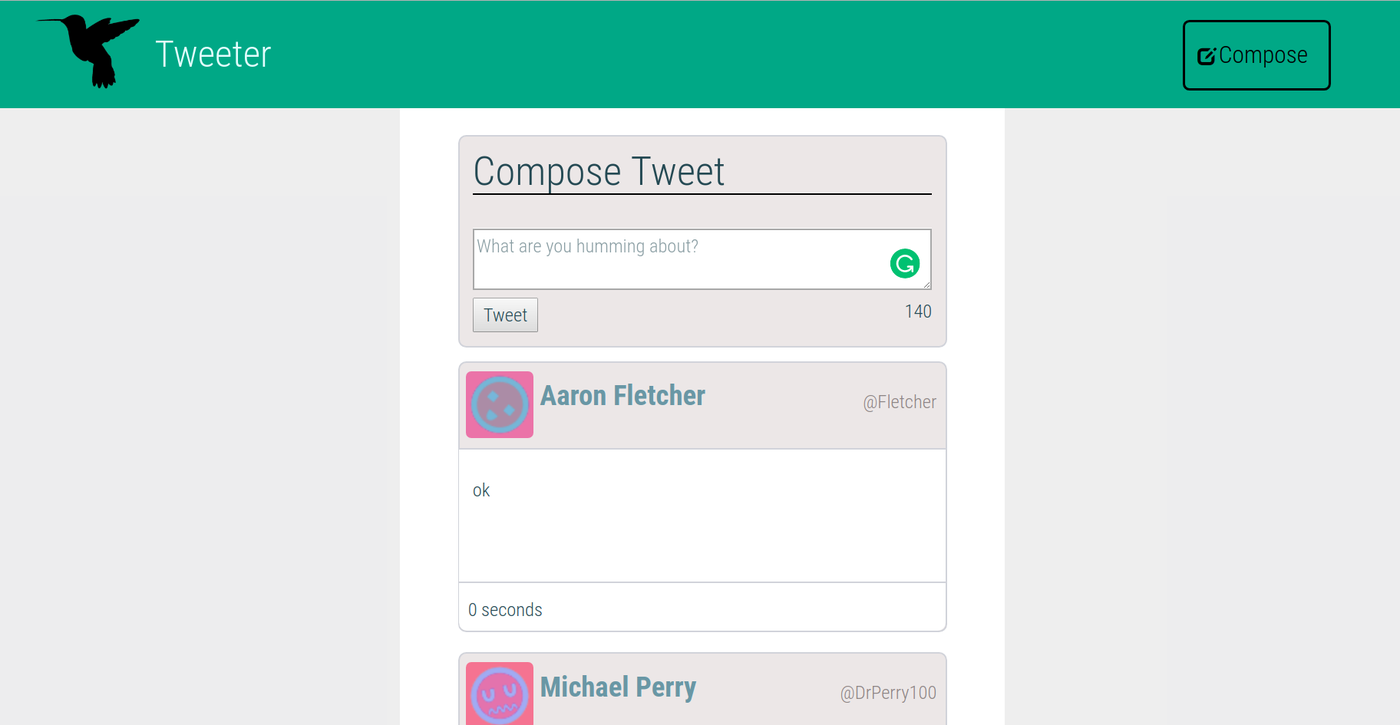 Tweeter
Compose
Compose Tweet
What are you humming about?
Tweet
140
Aaron Fletcher
@Fletcher
ok
0 seconds
Michael Perry
@DrPerry100